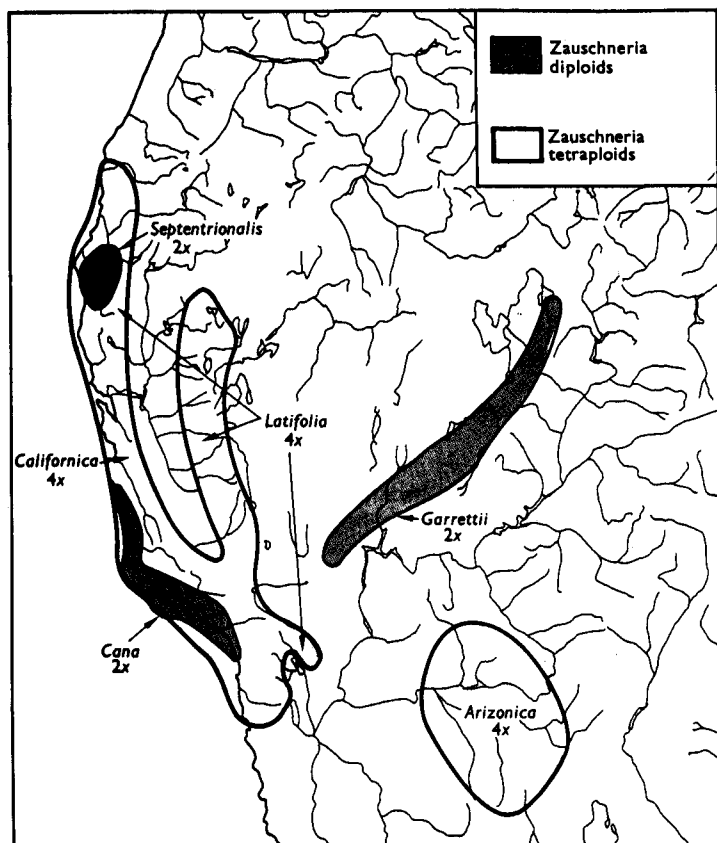 Zauschneria
diploids
Zauschneria
tetraploids
Septentrionalis
2x
Latifolia
4x
Californica
4x
Garrettii
2x
Cana
2x
Arizonica
4x